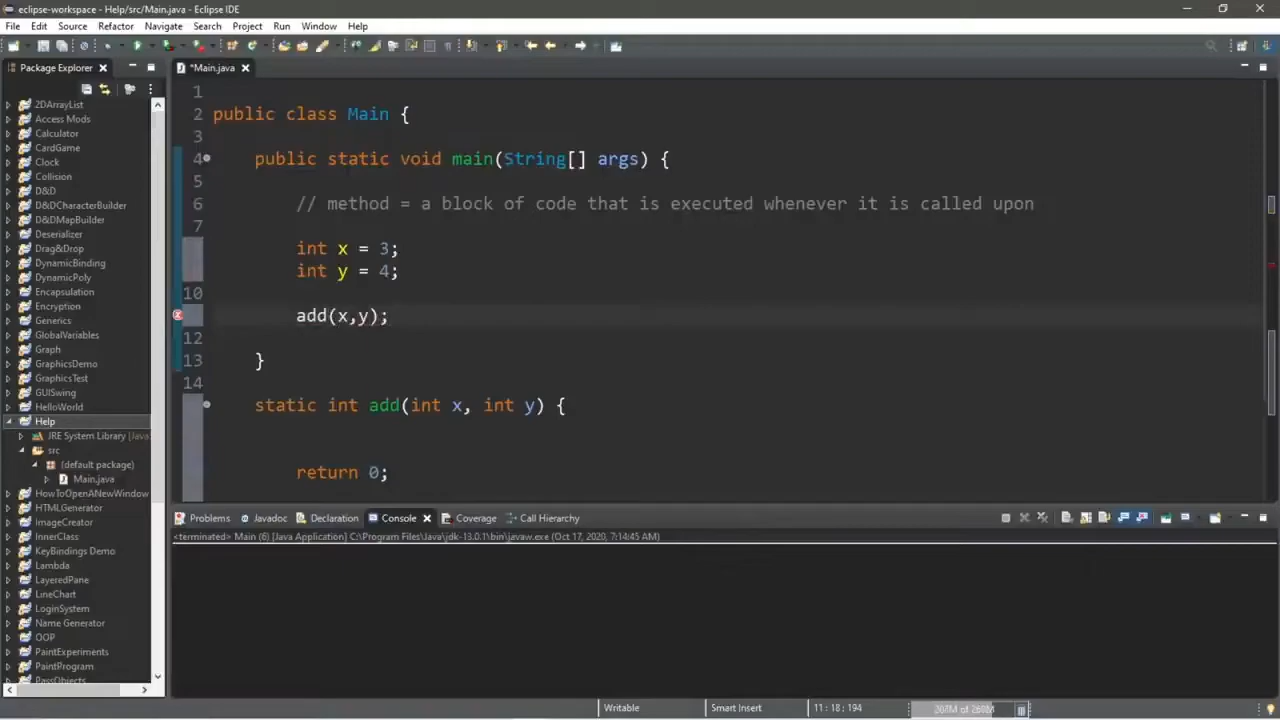 eclipse-workspace - Help/src/Main.java - Eclipse IDE
File Edit Source Refactor Navigate Search Project Run Window Help
Package Explorer
*Main.java
2DArrayList
Access Mods
Calculator
CardGame
Clock
Collision
D&D
D&DCharacterBuilder
D&DMapBuilder
Deserializer
Drag&Drop
DynamicBinding
DynamicPoly
Encapsulation
Encryption
Generics
GlobalVariables
Graph
GraphicsDemo
GraphicsTest
GUISwing
HelloWorld
Help
JRE System Library [Java
src
(default package)
Main.java
HowToOpenANewWindow
HTMLGenerator
ImageCreator
InnerClass
KeyBindings Demo
Lambda
LayeredPane
LineChart
LoginSystem
Name Generator
OOP
PaintExperiments
PaintProgram
PassObjects
1
2 public class Main {
3
4 public static void main(String[] args) {
5
6 // method = a block of code that is executed whenever it is called upon
7
int x = 3;
int y = 4;
10
add(x,y);
12
13 }
14
static int add(int x, int y) {
return 0;
Problems Javadoc Declaration Console Coverage Call Hierarchy
<terminated> Main (6) [Java Application] C:\Program Files\Java\jdk-13.0.1\bin\javaw.exe (Oct 17, 2020, 7:14:45 AM)
Writable Smart Insert 11 : 18 : 194